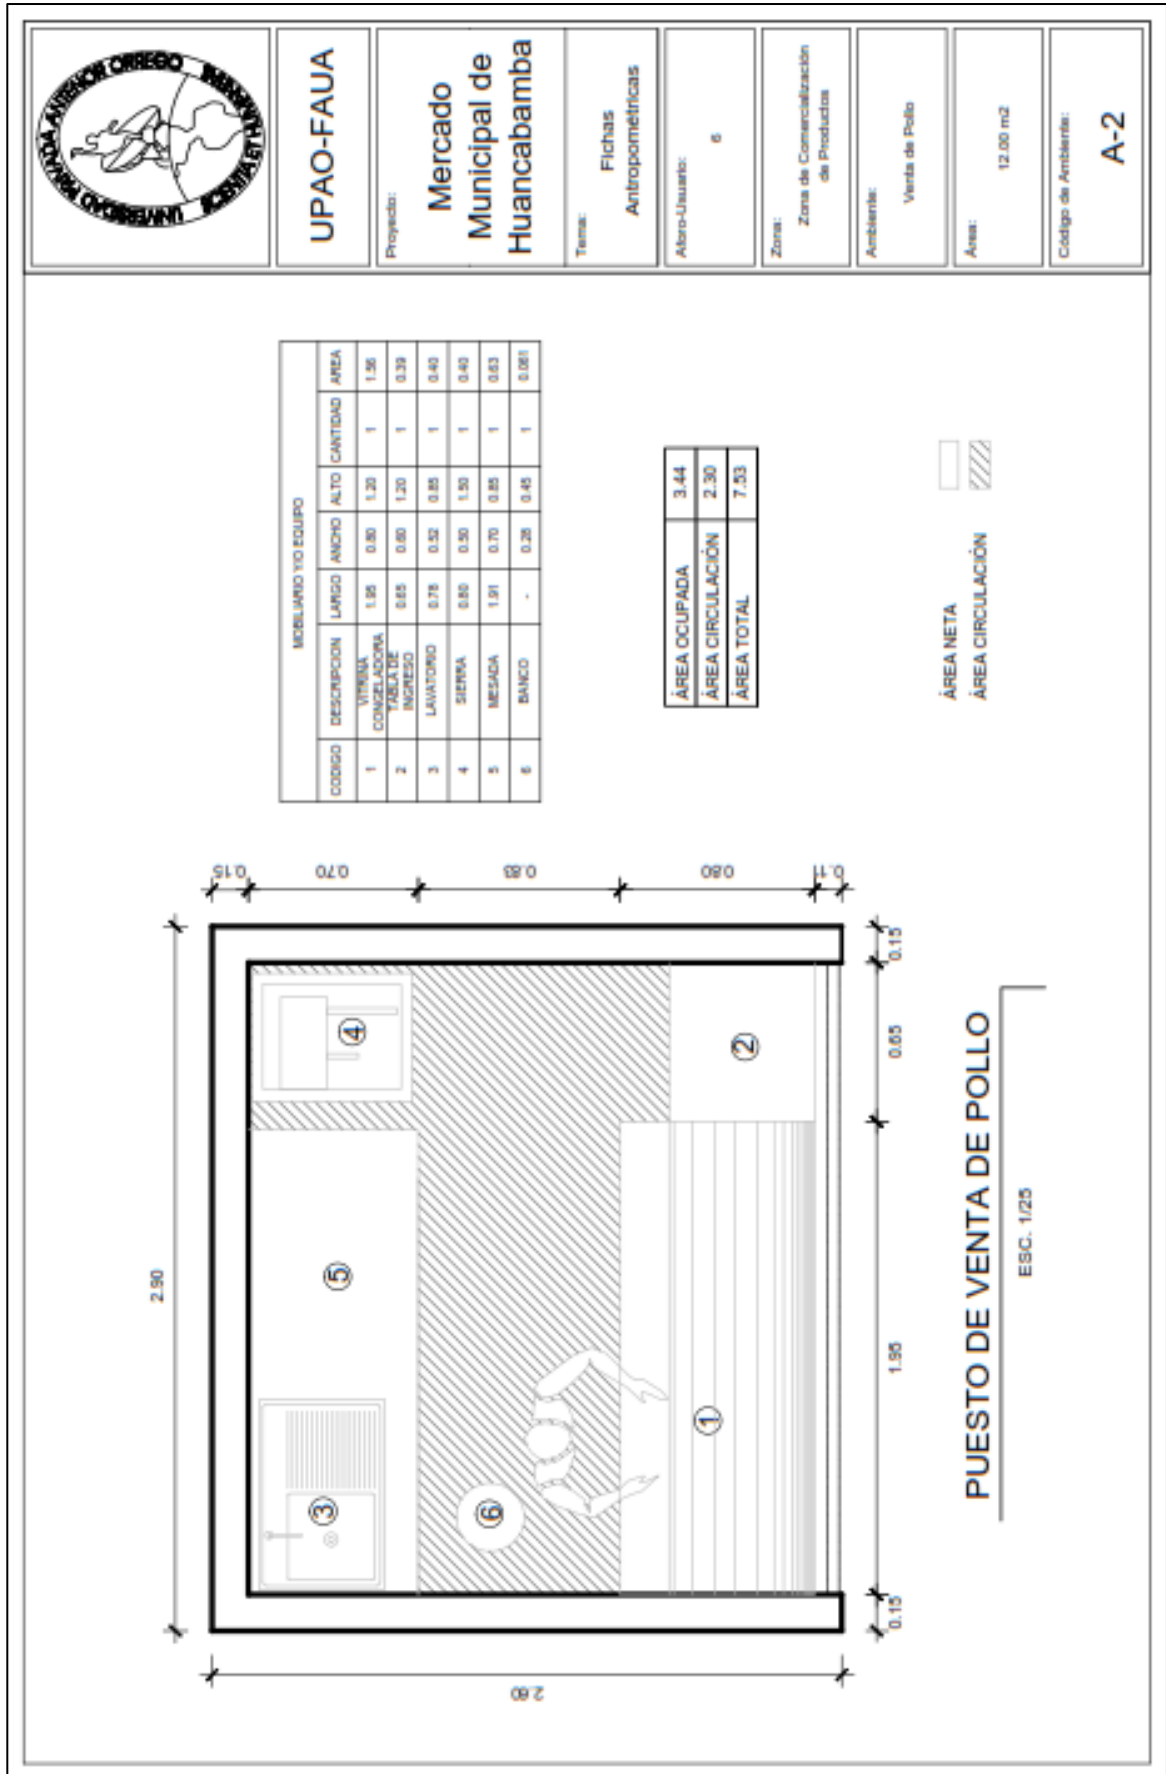 UNIVERSIDAD PRIVADA ANTENOR ORREGO
UPAO-FAUA
Proyecto:
Mercado
Municipal de
Huancabamba
Tema:
Fichas
Antropométricas
Aforo-Usuario:
6
Zona:
Zona de Comercialización
de Productos
Ambiente:
Venta de Pollo
Área:
12.00 m2
Código de Ambiente:
A-2
MOBILIARIO Y/O EQUIPO
CODIGO DESCRIPCION LARGO ANCHO ALTO CANTIDAD AREA
1 VITRINA CONGELADORA 1.95 0.80 1.20 1 1.56
2 TABLA DE INGRESO 0.65 0.60 1.20 1 0.39
3 LAVATORIO 0.78 0.52 0.85 1 0.40
4 SIERRA 0.80 0.50 1.50 1 0.40
5 MESADA 1.91 0.70 0.85 1 0.63
6 BANCO - 0.28 0.45 1 0.061
ÁREA OCUPADA 3.44
ÁREA CIRCULACIÓN 2.30
ÁREA TOTAL 7.53
ÁREA NETA
ÁREA CIRCULACIÓN
2.90
0.15
0.70
0.83
0.80
0.11
3
5
4
6
1
2
0.15
1.95
0.65
0.15
PUESTO DE VENTA DE POLLO
ESC. 1/25